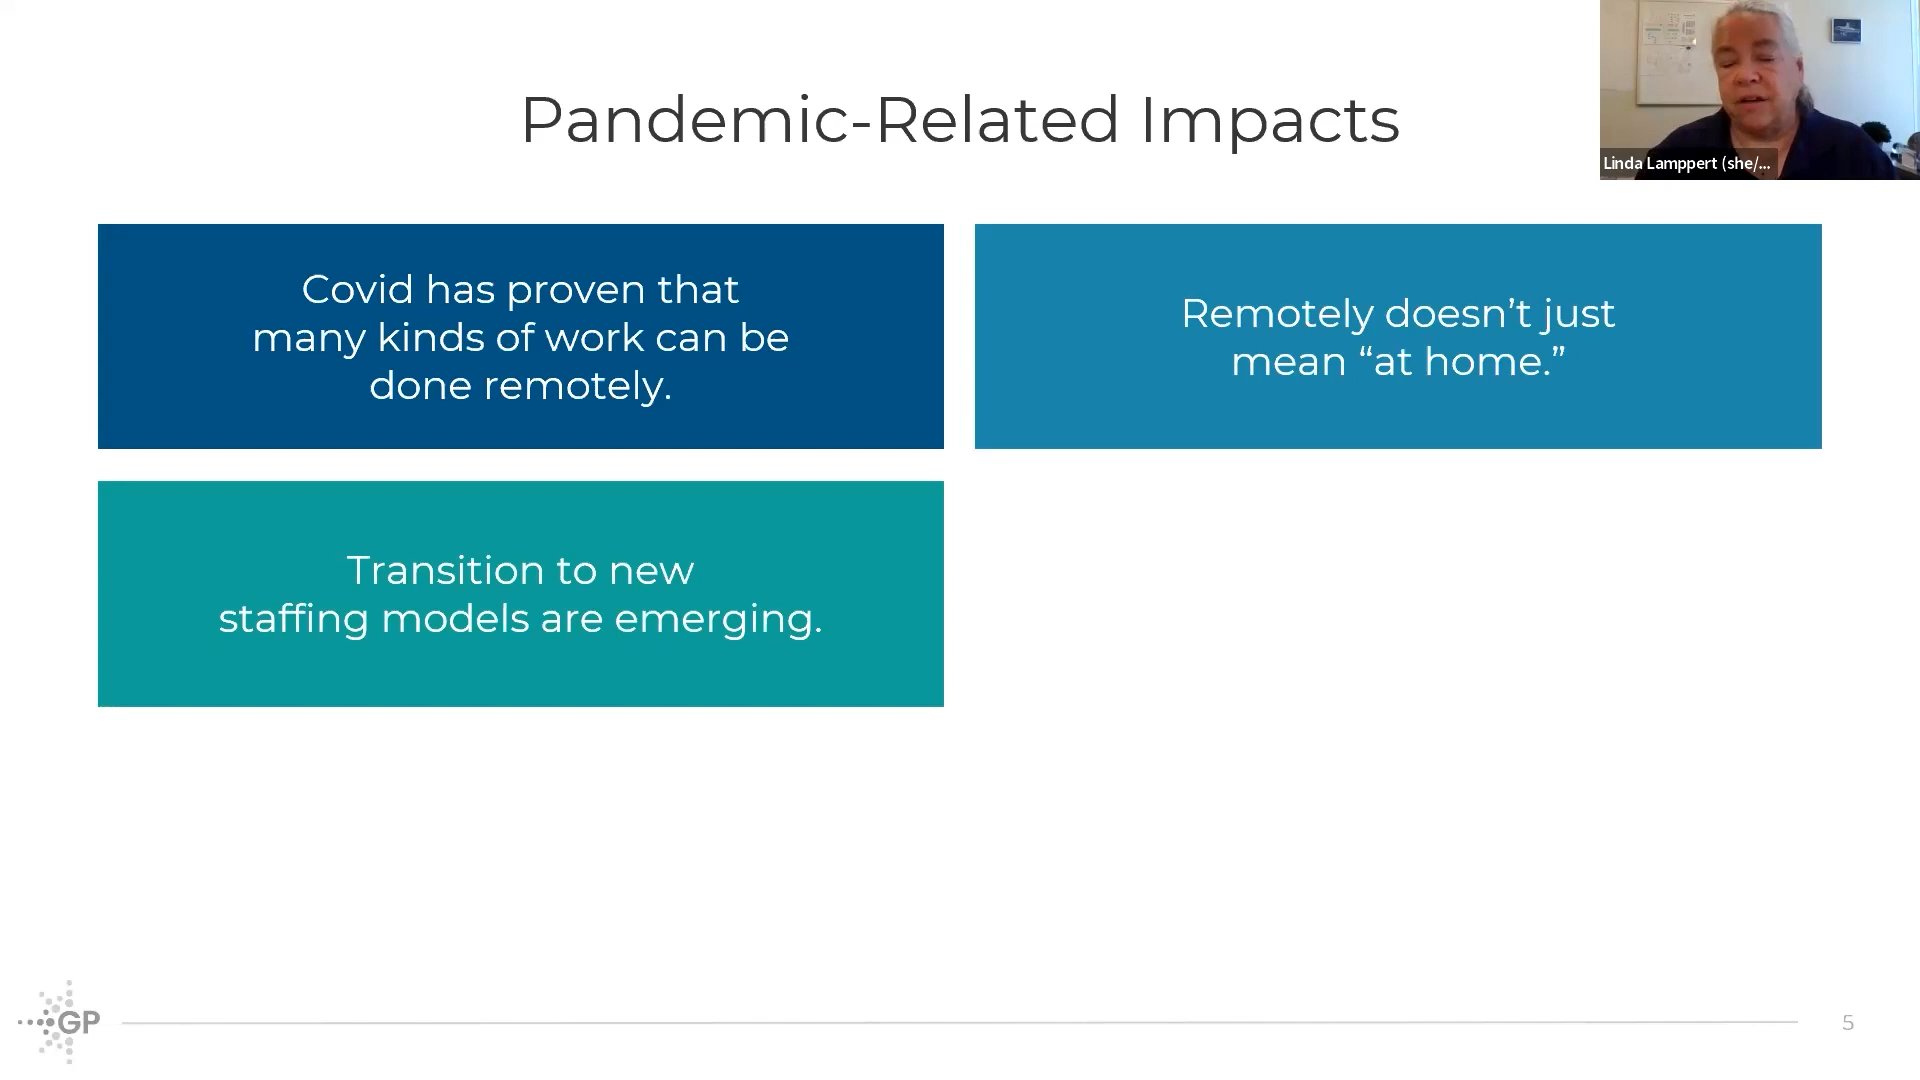 Pandemic-Related Impacts
Linda Lamppert (she/...
Covid has proven that
many kinds of work can be
done remotely.
Remotely doesn’t just
mean “at home.”
Transition to new
staffing models are emerging.
GP
5